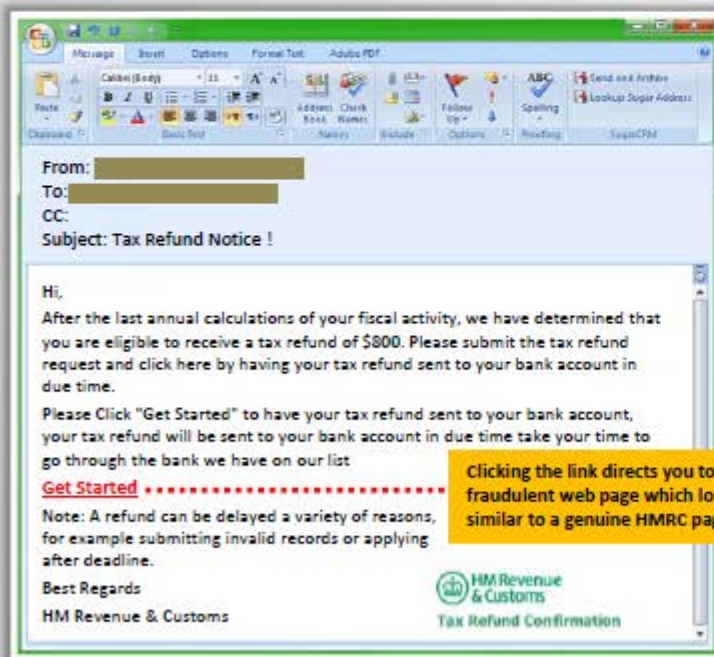 Message Insert Options Format Text Adobe PDF
Calibri (Body) 11 A A
Paste
B I U
Address Book
Check Names
Follow Up
ABC
Spelling
Send and Archive
Lookup Sugar Address
Clipboard Basic Text Names Include Options Proofing SugarCRM
From:
To:
CC:
Subject: Tax Refund Notice !
Hi,
After the last annual calculations of your fiscal activity, we have determined that
you are eligible to receive a tax refund of $800. Please submit the tax refund
request and click here by having your tax refund sent to your bank account in
due time.
Please Click "Get Started" to have your tax refund sent to your bank account,
your tax refund will be sent to your bank account in due time take your time to
go through the bank we have on our list
Get Started
Clicking the link directs you to
fraudulent web page which lo
similar to a genuine HMRC pa
Note: A refund can be delayed a variety of reasons,
for example submitting invalid records or applying
after deadline.
Best Regards
HM Revenue & Customs
HM Revenue
& Customs
Tax Refund Confirmation